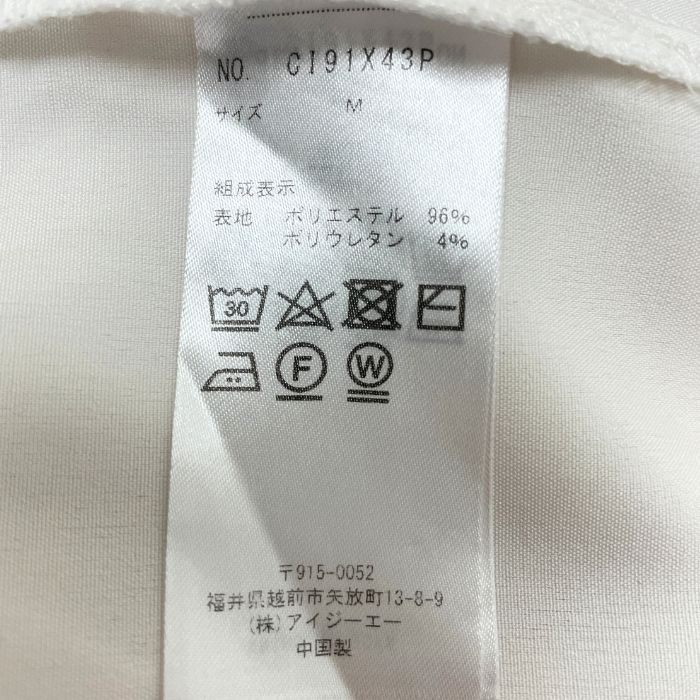 NO. CI91X43P
サイズ M
組成表示
表地 ポリエステル 96%
ポリウレタン 4%
30
F W
〒915-0052
福井県越前市矢放町13-8-9
(株)アイジーエー
中国製